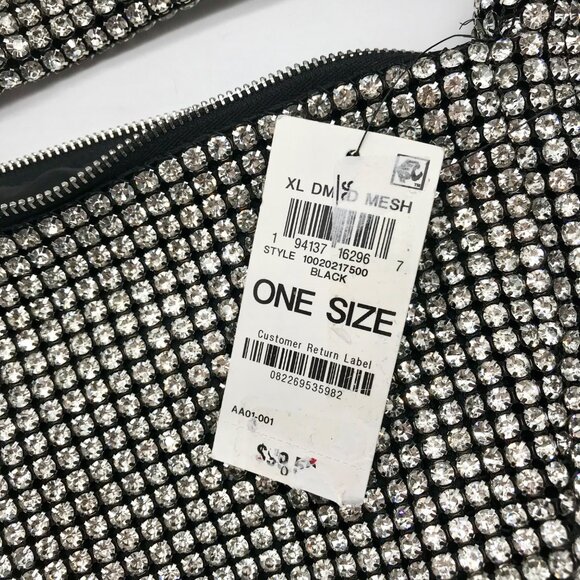 XL DM D MESH
1 94137 16296 7
STYLE 10020217500
BLACK
ONE SIZE
Customer Return Label
082269535982
AA01-001